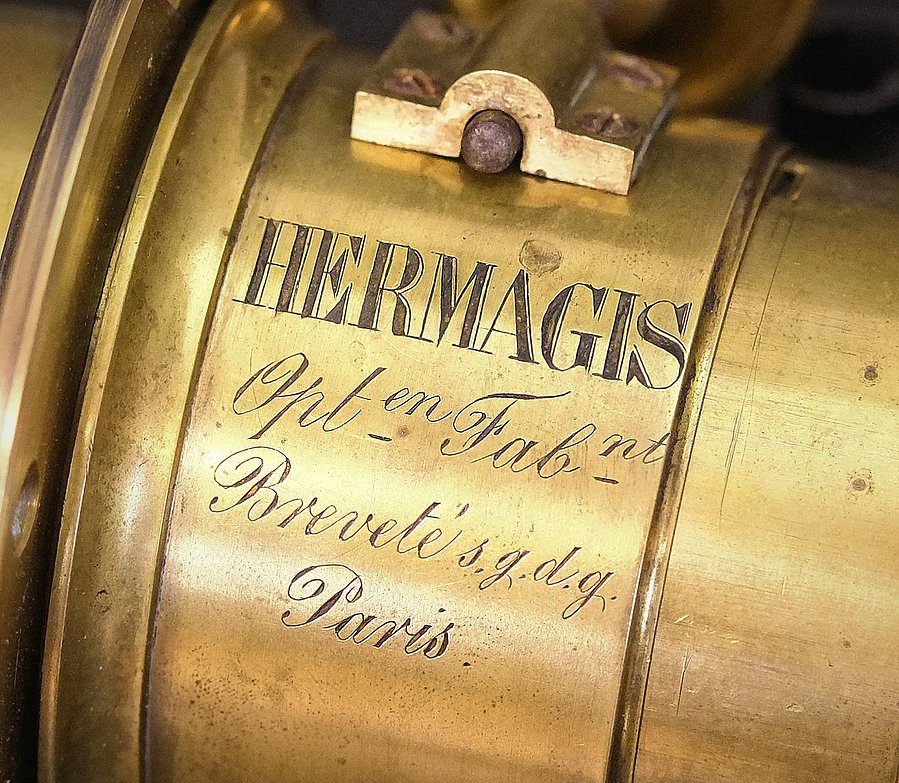 HERMAGIS
Opt en Fab nt
Breveté s.g.d.g.
Paris